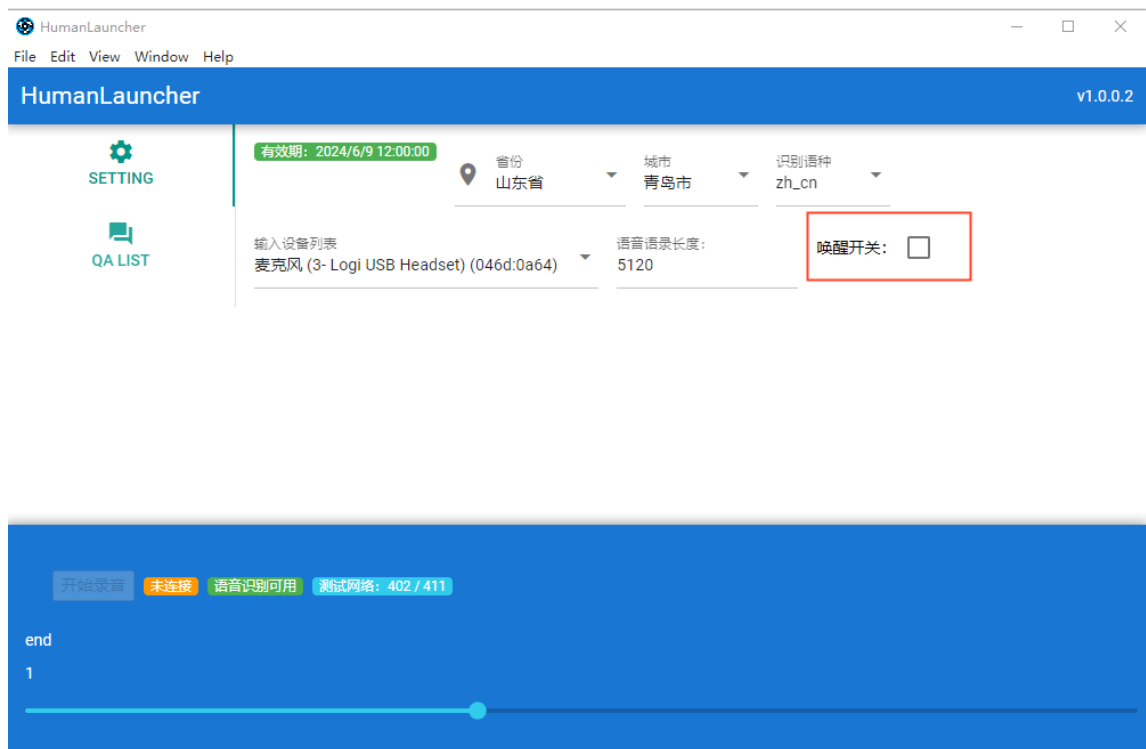 HumanLauncher
File Edit View Window Help
HumanLauncher v1.0.0.2
SETTING
QA LIST
有效期：2024/6/9 12:00:00
省份
山东省
城市
青岛市
识别语种
zh_cn
输入设备列表
麦克风 (3- Logi USB Headset) (046d:0a64)
语音语录长度：
5120
唤醒开关：
开始录音 未连接 语音识别可用 测试网络：402 / 411
end
1